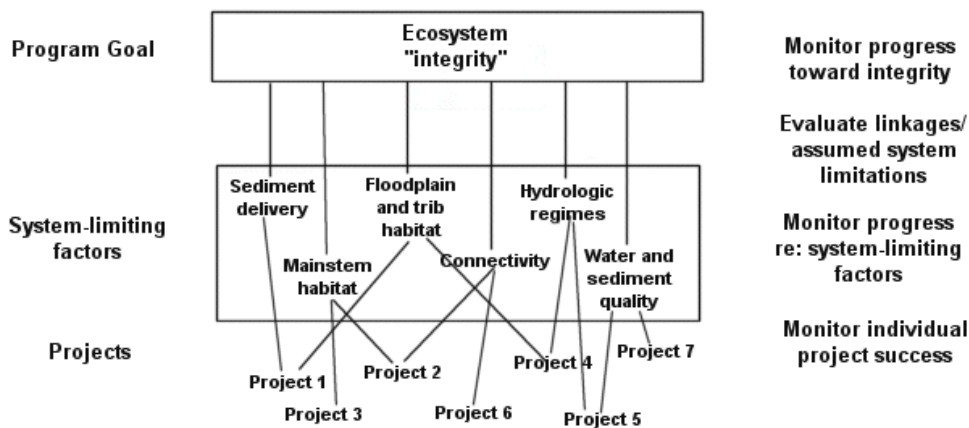 Program Goal
Ecosystem
"integrity"
Monitor progress
toward integrity
Evaluate linkages/
assumed system
limitations
System-limiting
factors
Sediment
delivery
Floodplain
and trib
habitat
Hydrologic
regimes
Mainstem
habitat
Connectivity
Water and
sediment
quality
Monitor progress
re: system-limiting
factors
Projects
Project 1
Project 2
Project 3
Project 4
Project 5
Project 6
Project 7
Monitor individual
project success